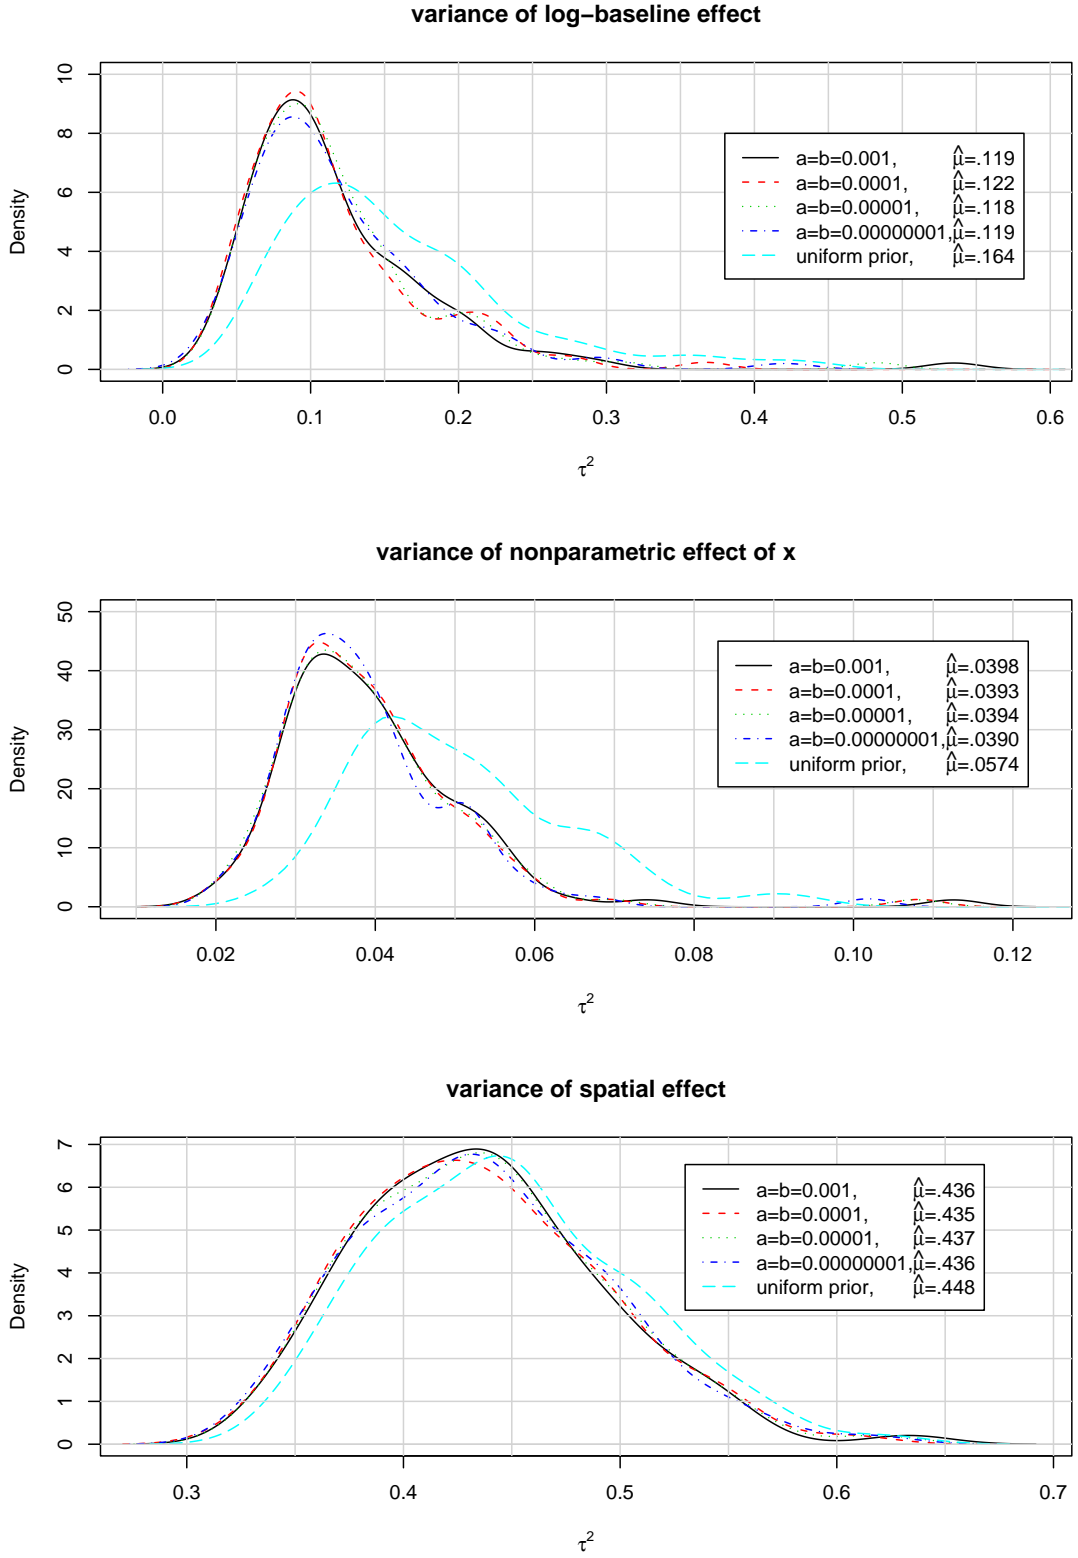 variance of log−baseline effect
Density
0 2 4 6 8 10
a=b=0.001, μ̂=.119
a=b=0.0001, μ̂=.122
a=b=0.00001, μ̂=.118
a=b=0.00000001, μ̂=.119
uniform prior, μ̂=.164
0.0 0.1 0.2 0.3 0.4 0.5 0.6
τ²
variance of nonparametric effect of x
Density
0 10 20 30 40 50
a=b=0.001, μ̂=.0398
a=b=0.0001, μ̂=.0393
a=b=0.00001, μ̂=.0394
a=b=0.00000001, μ̂=.0390
uniform prior, μ̂=.0574
0.02 0.04 0.06 0.08 0.10 0.12
τ²
variance of spatial effect
Density
0 1 2 3 4 5 6 7
a=b=0.001, μ̂=.436
a=b=0.0001, μ̂=.435
a=b=0.00001, μ̂=.437
a=b=0.00000001, μ̂=.436
uniform prior, μ̂=.448
0.3 0.4 0.5 0.6 0.7
τ²